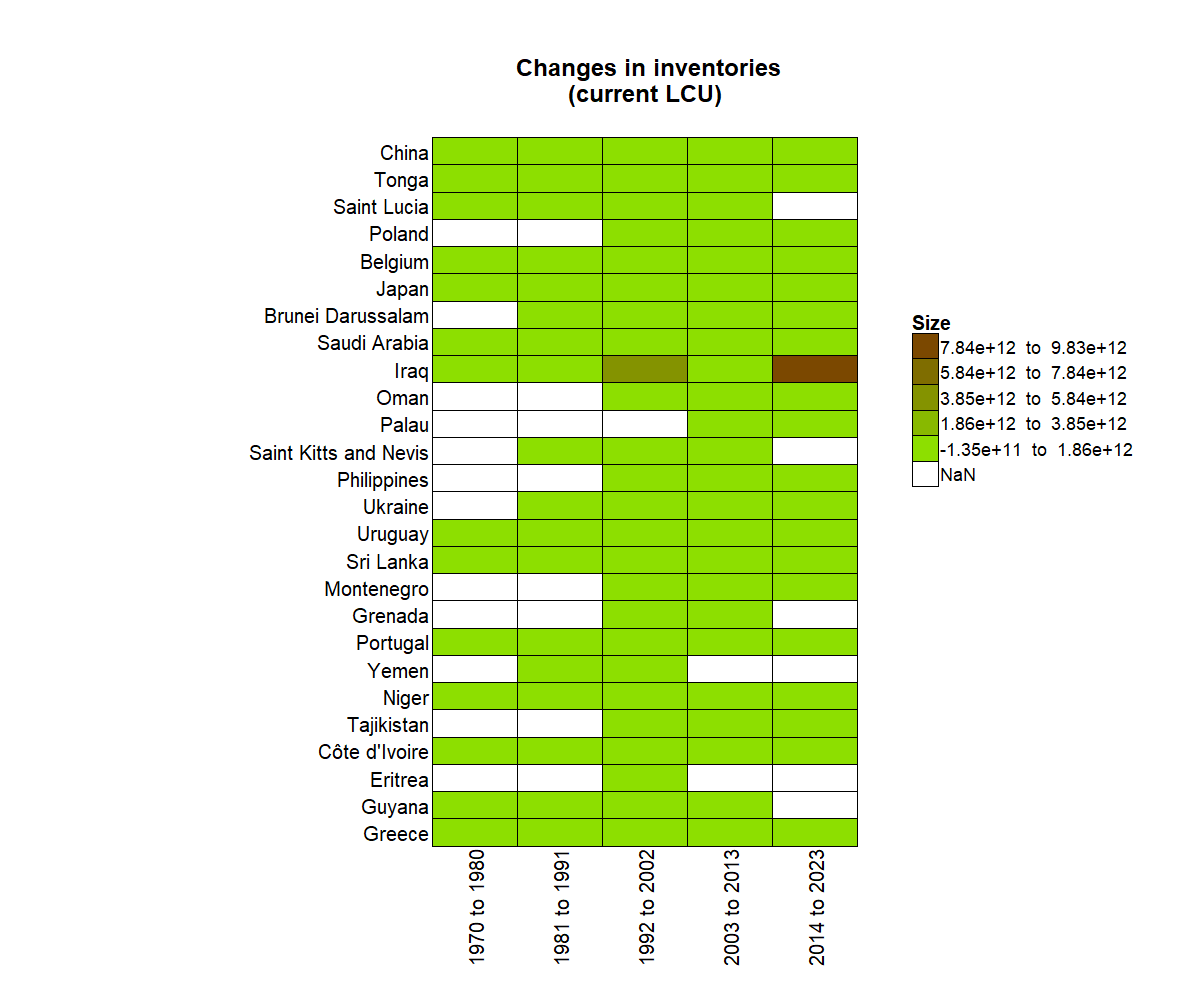 Changes in inventories
(current LCU)
China
Tonga
Saint Lucia
Poland
Belgium
Japan
Brunei Darussalam
Saudi Arabia
Iraq
Oman
Palau
Saint Kitts and Nevis
Philippines
Ukraine
Uruguay
Sri Lanka
Montenegro
Grenada
Portugal
Yemen
Niger
Tajikistan
Côte d'Ivoire
Eritrea
Guyana
Greece
1970 to 1980
1981 to 1991
1992 to 2002
2003 to 2013
2014 to 2023
Size
7.84e+12 to 9.83e+12
5.84e+12 to 7.84e+12
3.85e+12 to 5.84e+12
1.86e+12 to 3.85e+12
-1.35e+11 to 1.86e+12
NaN